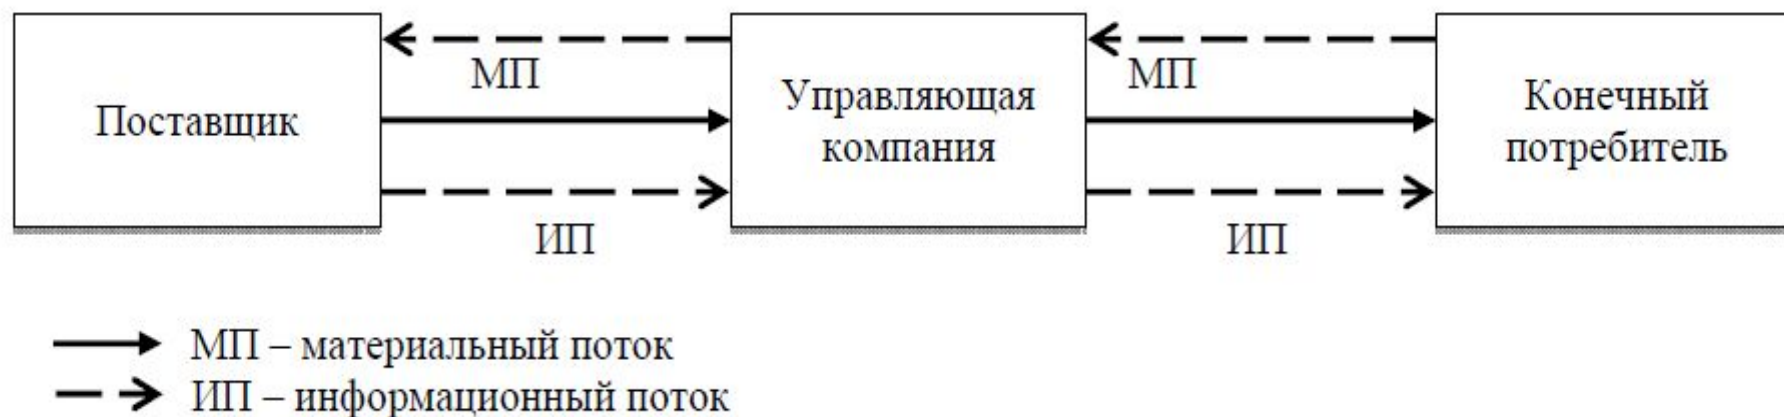 МП
МП
Поставщик
Управляющая
компания
Конечный
потребитель
ИП
ИП
МП – материальный поток
ИП – информационный поток